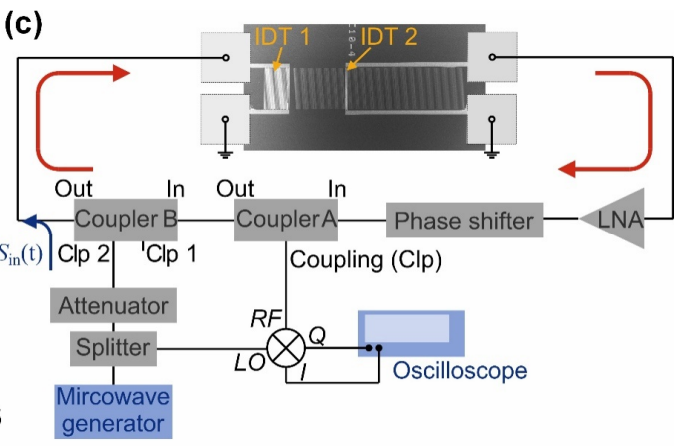 (c)
IDT 1 IDT 2
Out In Out In
Coupler B Coupler A Phase shifter LNA
Sin(t) Clp 2 Clp 1 Coupling (Clp)
Attenuator
RF Q
Splitter
LO I
Oscilloscope
Mircowave
generator